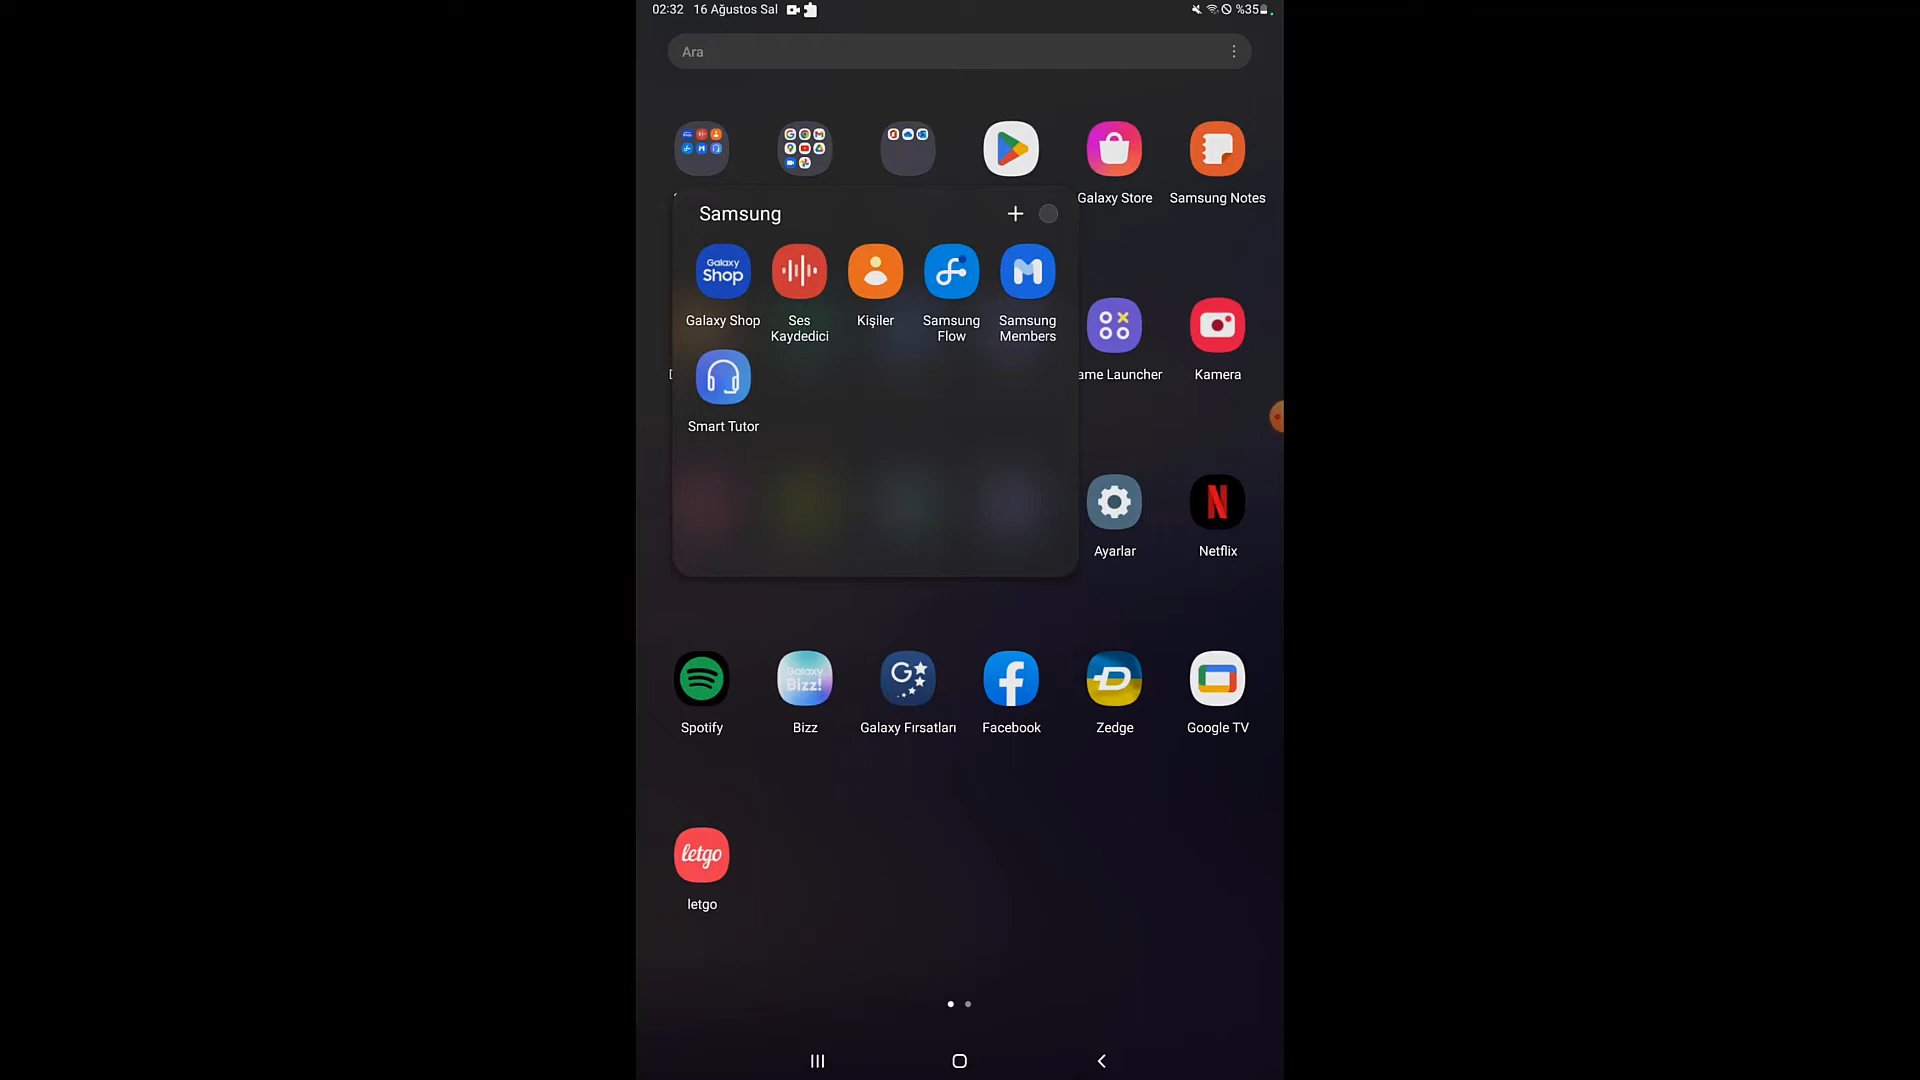 02:32 16 Ağustos Sal %35
Ara
Galaxy Store
Samsung Notes
Samsung
Galaxy
Shop
Galaxy Shop
Ses
Kaydedici
Kişiler
Samsung
Flow
Samsung
Members
Smart Tutor
ame Launcher
Kamera
Ayarlar
Netflix
Galaxy
Bizz!
Spotify
Bizz
Galaxy Fırsatları
Facebook
Zedge
Google TV
letgo
letgo